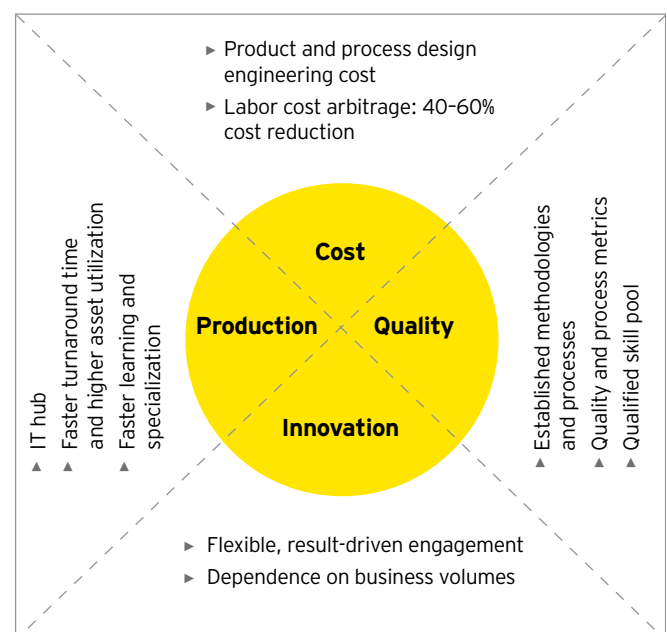 ► Product and process design
engineering cost
► Labor cost arbitrage: 40–60%
cost reduction
Cost
Production
Quality
Innovation
► IT hub
► Faster turnaround time
and higher asset utilization
► Faster learning and
specialization
► Established methodologies
and processes
► Quality and process metrics
► Qualified skill pool
► Flexible, result-driven engagement
► Dependence on business volumes